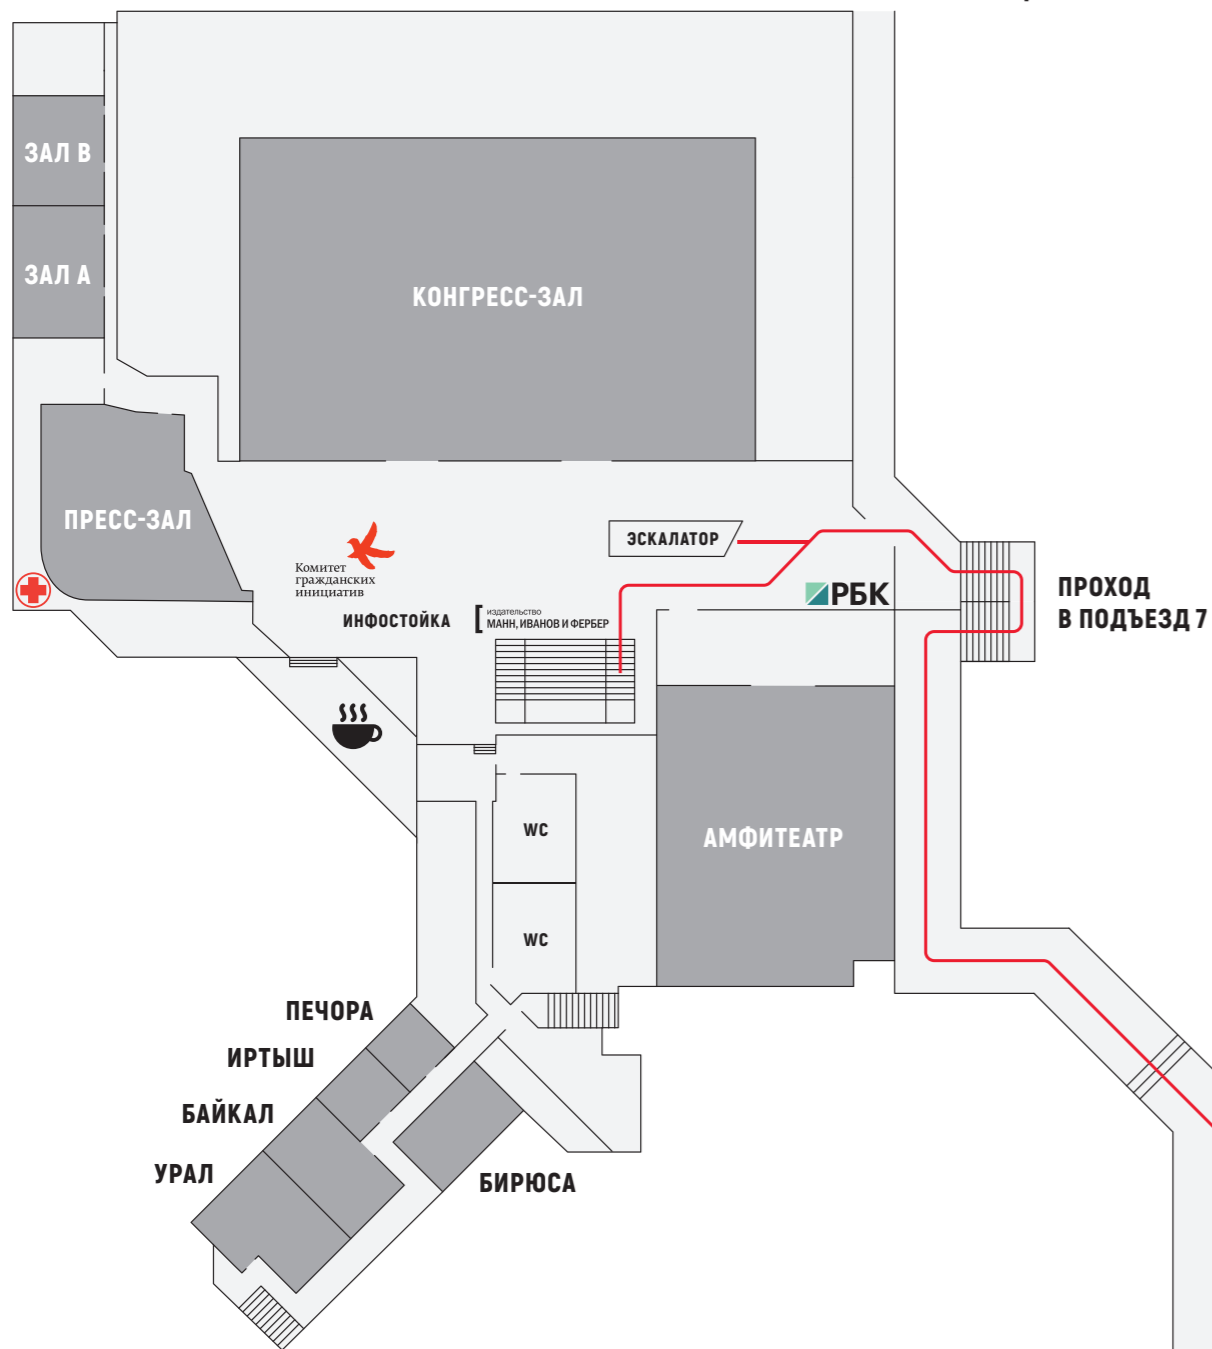 ЗАЛ В
ЗАЛ А
КОНГРЕСС-ЗАЛ
ПРЕСС-ЗАЛ
ЭСКАЛАТОР
Комитет
гражданских
инициатив
РБК
ПРОХОД
В ПОДЪЕЗД 7
ИНФОСТОЙКА
издательство
МАНН, ИВАНОВ И ФЕРБЕР
WC
АМФИТЕАТР
WC
ПЕЧОРА
ИРТЫШ
БАЙКАЛ
УРАЛ
БИРЮСА